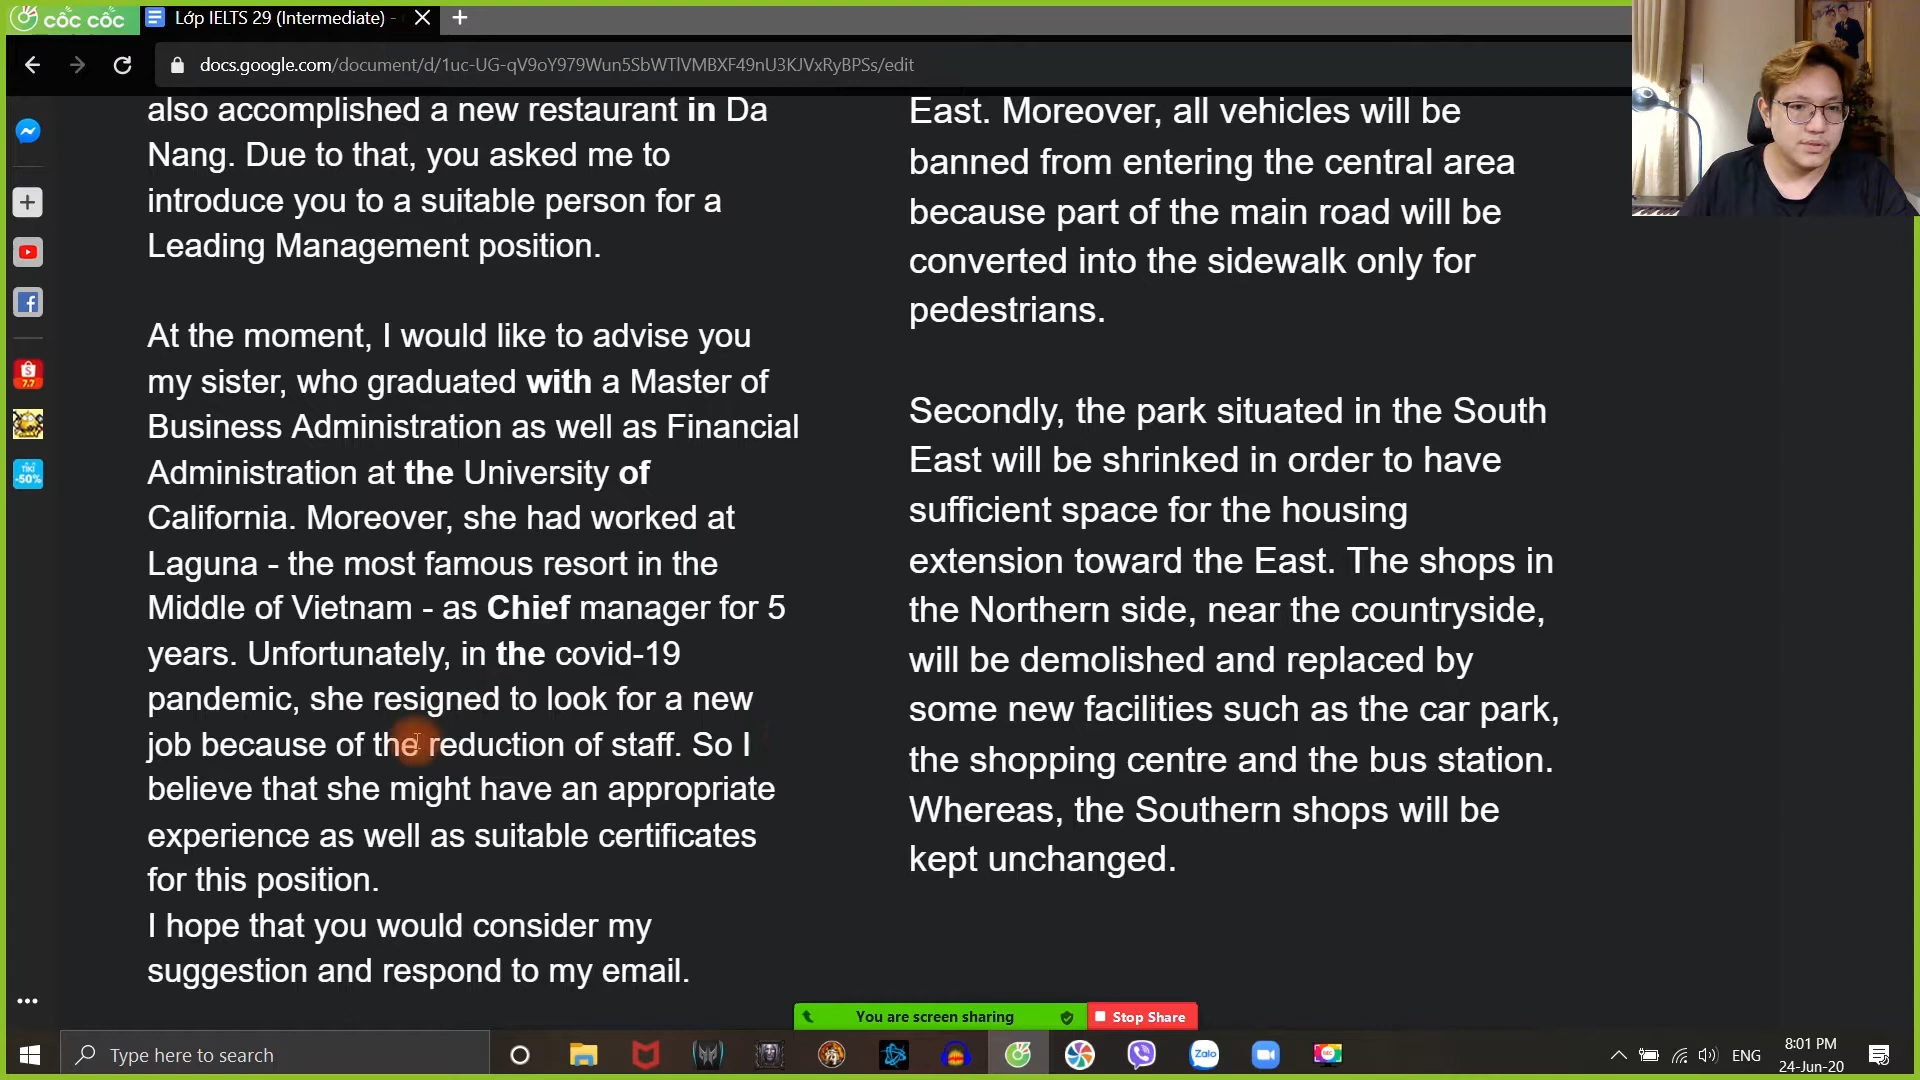 cốc cốc
Lớp IELTS 29 (Intermediate) -
docs.google.com/document/d/1uc-UG-qV9oY979Wun5SbWTlVMBXF49nU3KJVxRyBPSs/edit
also accomplished a new restaurant in Da
Nang. Due to that, you asked me to
introduce you to a suitable person for a
Leading Management position.
At the moment, I would like to advise you
my sister, who graduated with a Master of
Business Administration as well as Financial
Administration at the University of
California. Moreover, she had worked at
Laguna - the most famous resort in the
Middle of Vietnam - as Chief manager for 5
years. Unfortunately, in the covid-19
pandemic, she resigned to look for a new
job because of the reduction of staff. So I
believe that she might have an appropriate
experience as well as suitable certificates
for this position.
I hope that you would consider my
suggestion and respond to my email.
East. Moreover, all vehicles will be
banned from entering the central area
because part of the main road will be
converted into the sidewalk only for
pedestrians.
Secondly, the park situated in the South
East will be shrinked in order to have
sufficient space for the housing
extension toward the East. The shops in
the Northern side, near the countryside,
will be demolished and replaced by
some new facilities such as the car park,
the shopping centre and the bus station.
Whereas, the Southern shops will be
kept unchanged.
7.7
TIKI
-50%
You are screen sharing
Stop Share
Type here to search
Zalo
REC
ENG
8:01 PM
24-Jun-20